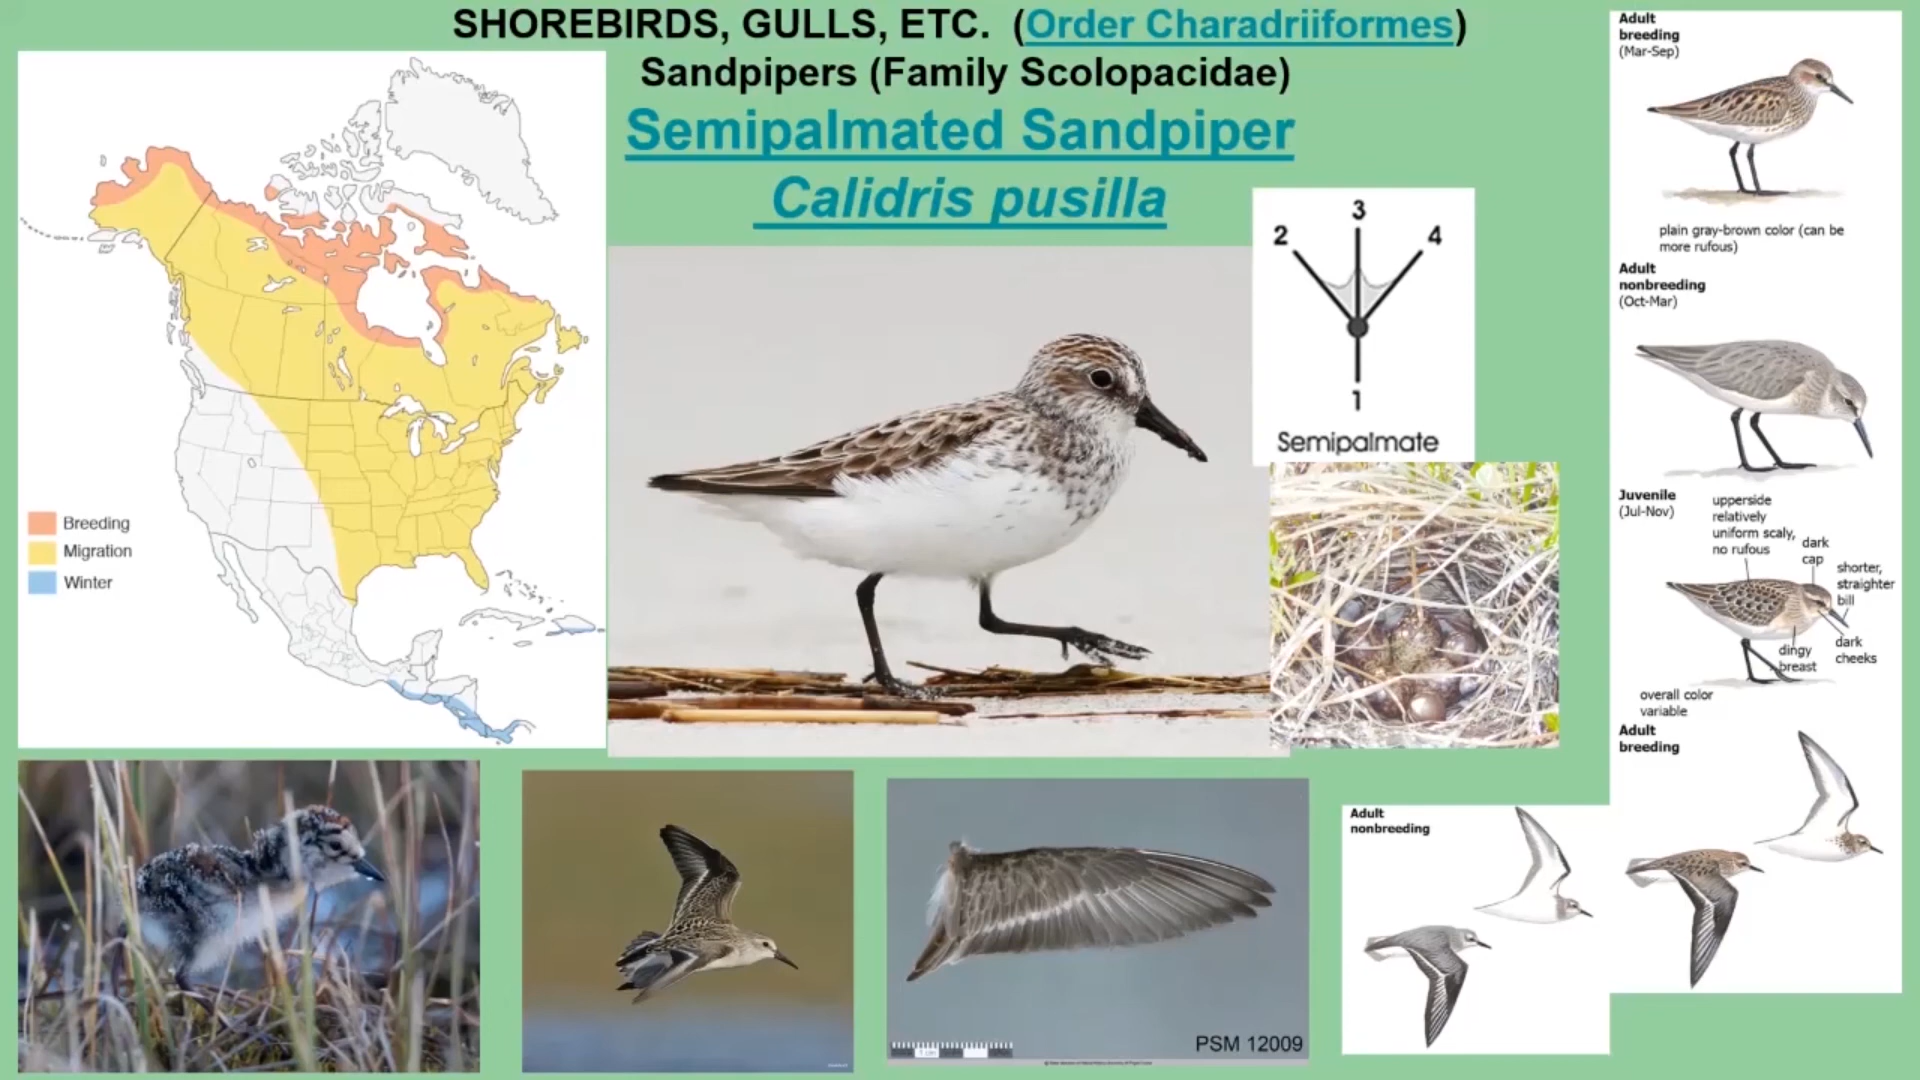 SHOREBIRDS, GULLS, ETC. (Order Charadriiformes)
Sandpipers (Family Scolopacidae)
Semipalmated Sandpiper
Calidris pusilla
Breeding
Migration
Winter
2
3
4
1
Semipalmate
Adult
breeding
(Mar-Sep)
plain gray-brown color (can be
more rufous)
Adult
nonbreeding
(Oct-Mar)
Juvenile
(Jul-Nov)
upperside
relatively
uniform scaly,
no rufous
dark
cap
shorter,
straighter
bill
dingy
breast
dark
cheeks
overall color
variable
Adult
breeding
Adult
nonbreeding
1 cm
PSM 12009